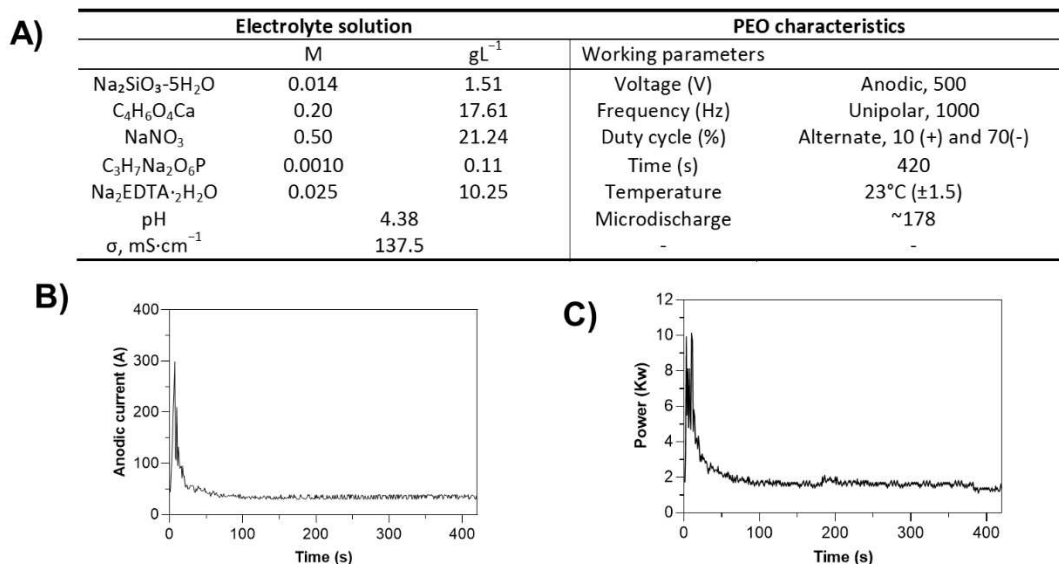 A)
Electrolyte solution PEO characteristics
M gL⁻¹ Working parameters
Na₂SiO₃-5H₂O 0.014 1.51 Voltage (V) Anodic, 500
C₄H₆O₄Ca 0.20 17.61 Frequency (Hz) Unipolar, 1000
NaNO₃ 0.50 21.24 Duty cycle (%) Alternate, 10 (+) and 70(-)
C₃H₇Na₂O₆P 0.0010 0.11 Time (s) 420
Na₂EDTA·₂H₂O 0.025 10.25 Temperature 23°C (±1.5)
pH 4.38 Microdischarge ~178
σ, mS·cm⁻¹ 137.5 - -
B)
400
300
200
100
0
Anodic current (A)
0 100 200 300 400
Time (s)
C)
12
10
8
6
4
2
0
Power (Kw)
0 100 200 300 400
Time (s)